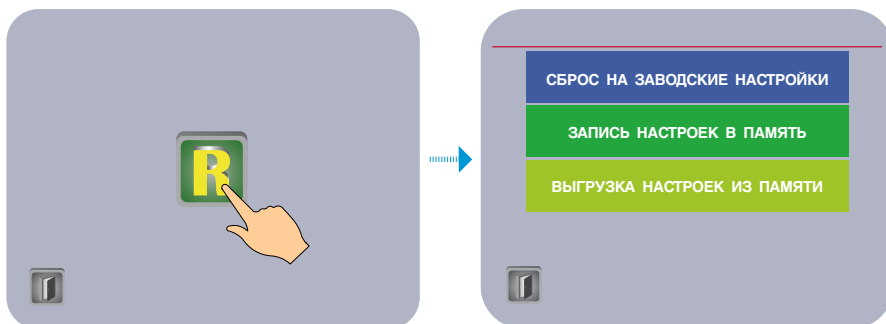 R
СБРОС НА ЗАВОДСКИЕ НАСТРОЙКИ
ЗАПИСЬ НАСТРОЕК В ПАМЯТЬ
ВЫГРУЗКА НАСТРОЕК ИЗ ПАМЯТИ